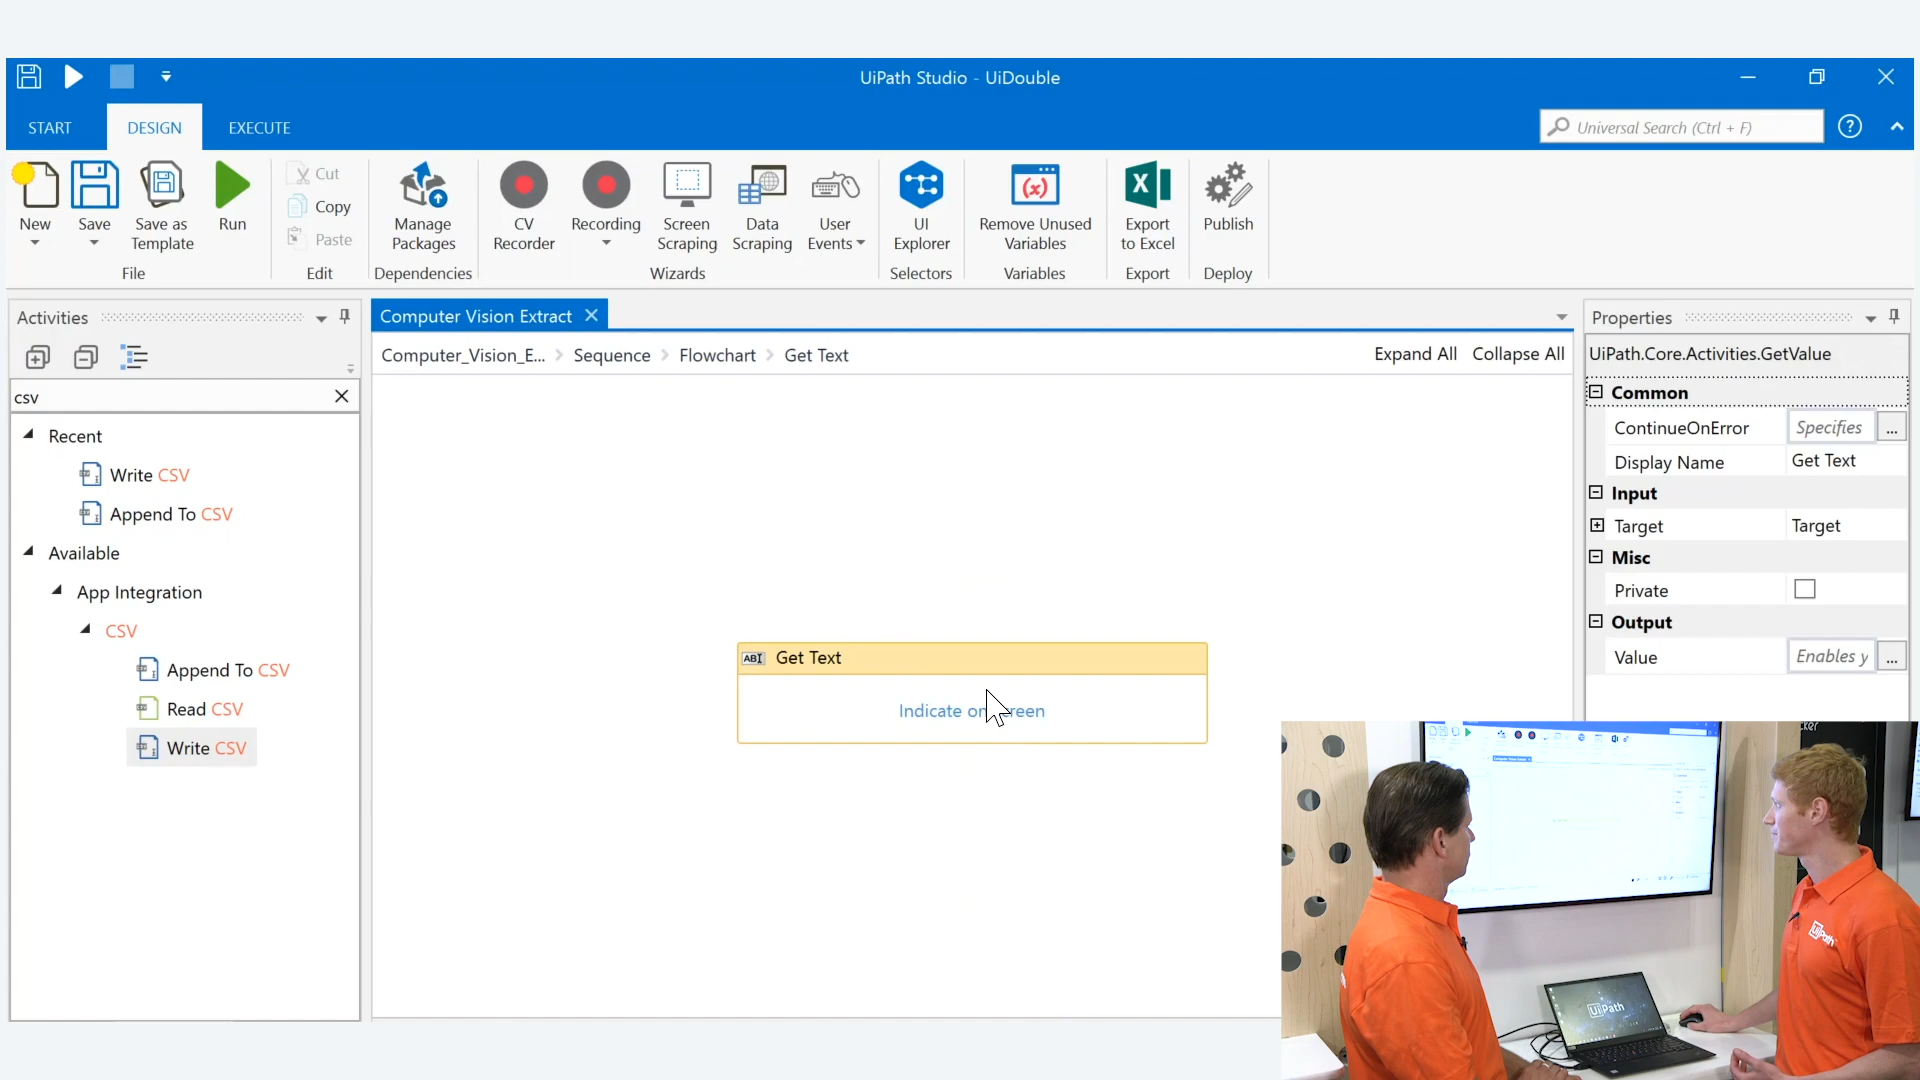 UiPath Studio - UiDouble
START
DESIGN
EXECUTE
Universal Search (Ctrl + F)
New
Save
Save as
Template
Run
Cut
Copy
Paste
Manage
Packages
CV
Recorder
Recording
Screen
Scraping
Data
Scraping
User
Events
UI
Explorer
Remove Unused
Variables
Export
to Excel
Publish
File
Edit
Dependencies
Wizards
Selectors
Variables
Export
Deploy
Activities
csv
Recent
Write CSV
Append To CSV
Available
App Integration
CSV
Append To CSV
Read CSV
Write CSV
Computer Vision Extract
Computer_Vision_E... > Sequence > Flowchart > Get Text
Expand All Collapse All
Get Text
Indicate on
Properties
UiPath.Core.Activities.GetValue
Common
ContinueOnError
Specifies
...
Display Name
Get Text
Input
Target
Target
Misc
Private
Output
Value
Enables y
...
UiPath
UiPath